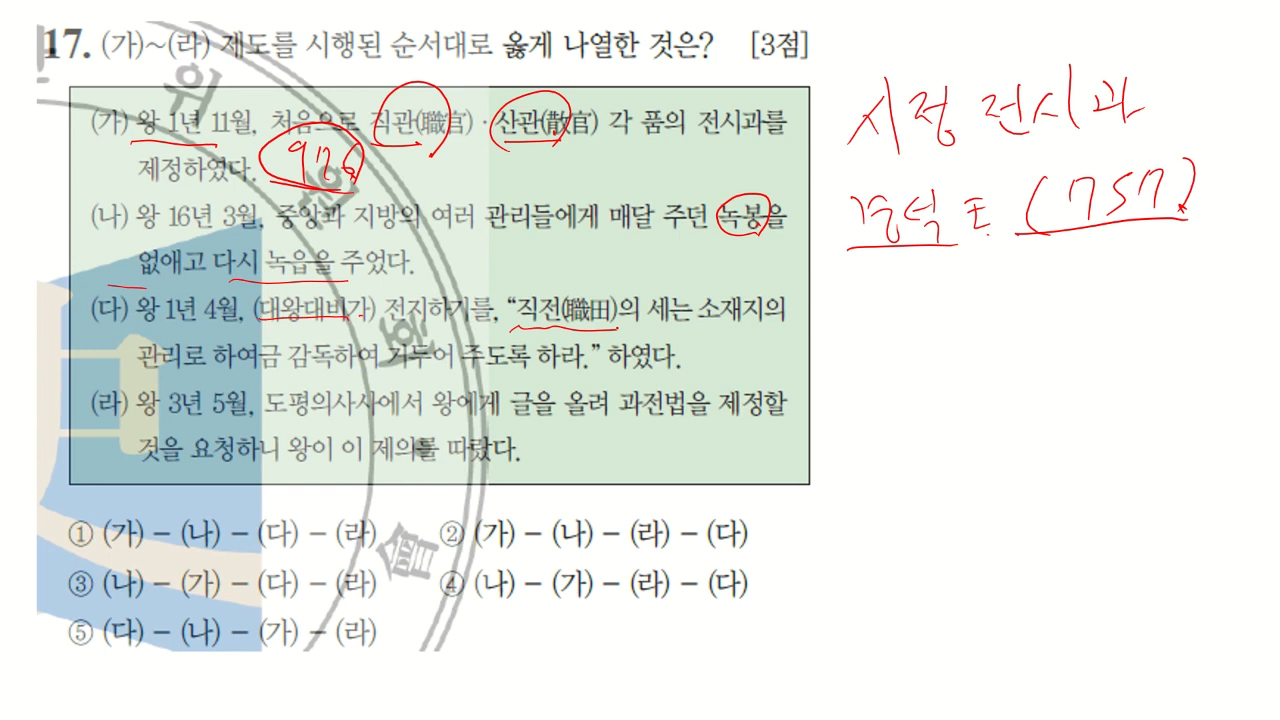 17. (가)~(라) 제도를 시행된 순서대로 옳게 나열한 것은? [3점]
(가) 왕 1년 11월, 처음으로 직관(職官)·산관(散官) 각 품의 전시과를
제정하였다.
(나) 왕 16년 3월, 중앙과 지방의 여러 관리들에게 매달 주던 녹봉을
없애고 다시 녹읍을 주었다.
(다) 왕 1년 4월, (대왕대비가) 전지하기를, “직전(職田)의 세는 소재지의
관리로 하여금 감독하여 거두어 주도록 하라.” 하였다.
(라) 왕 3년 5월, 도평의사사에서 왕에게 글을 올려 과전법을 제정할
것을 요청하니 왕이 이 제의를 따랐다.
① (가) - (나) - (다) - (라) ② (가) - (나) - (라) - (다)
③ (나) - (가) - (다) - (라) ④ (나) - (가) - (라) - (다)
⑤ (다) - (나) - (가) - (라)
시정 전시과
(757)
위
원
회
會